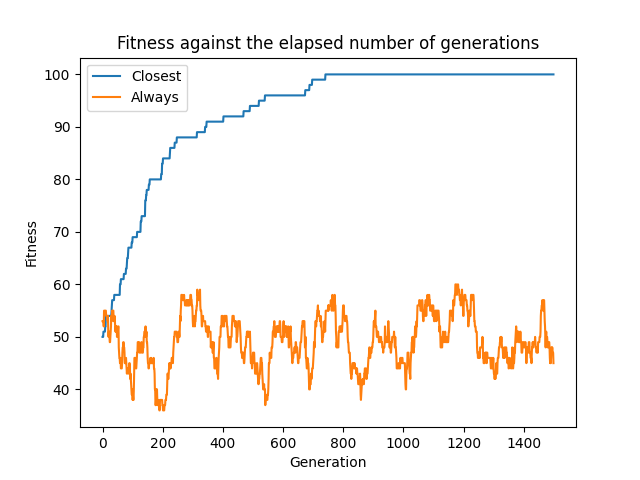 Fitness against the elapsed number of generations
Closest
Always
100
90
80
70
60
50
40
Fitness
0 200 400 600 800 1000 1200 1400
Generation